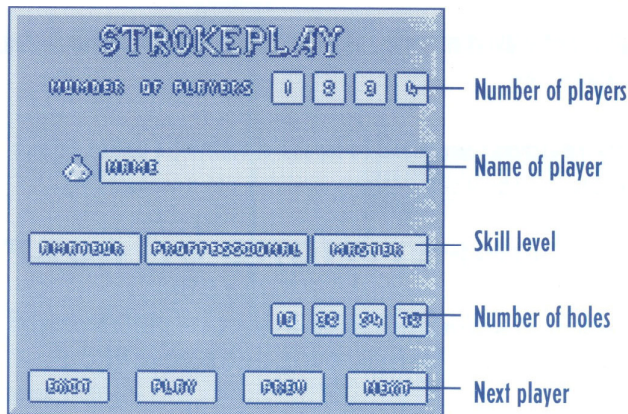 STROKEPLAY
NUMBER OF PLAYERS 1 2 3 4 Number of players
NAME Name of player
AMATEUR PROFFESSIONAL MASTER Skill level
18 36 54 72 Number of holes
EXIT PLAY PREV NEXT Next player